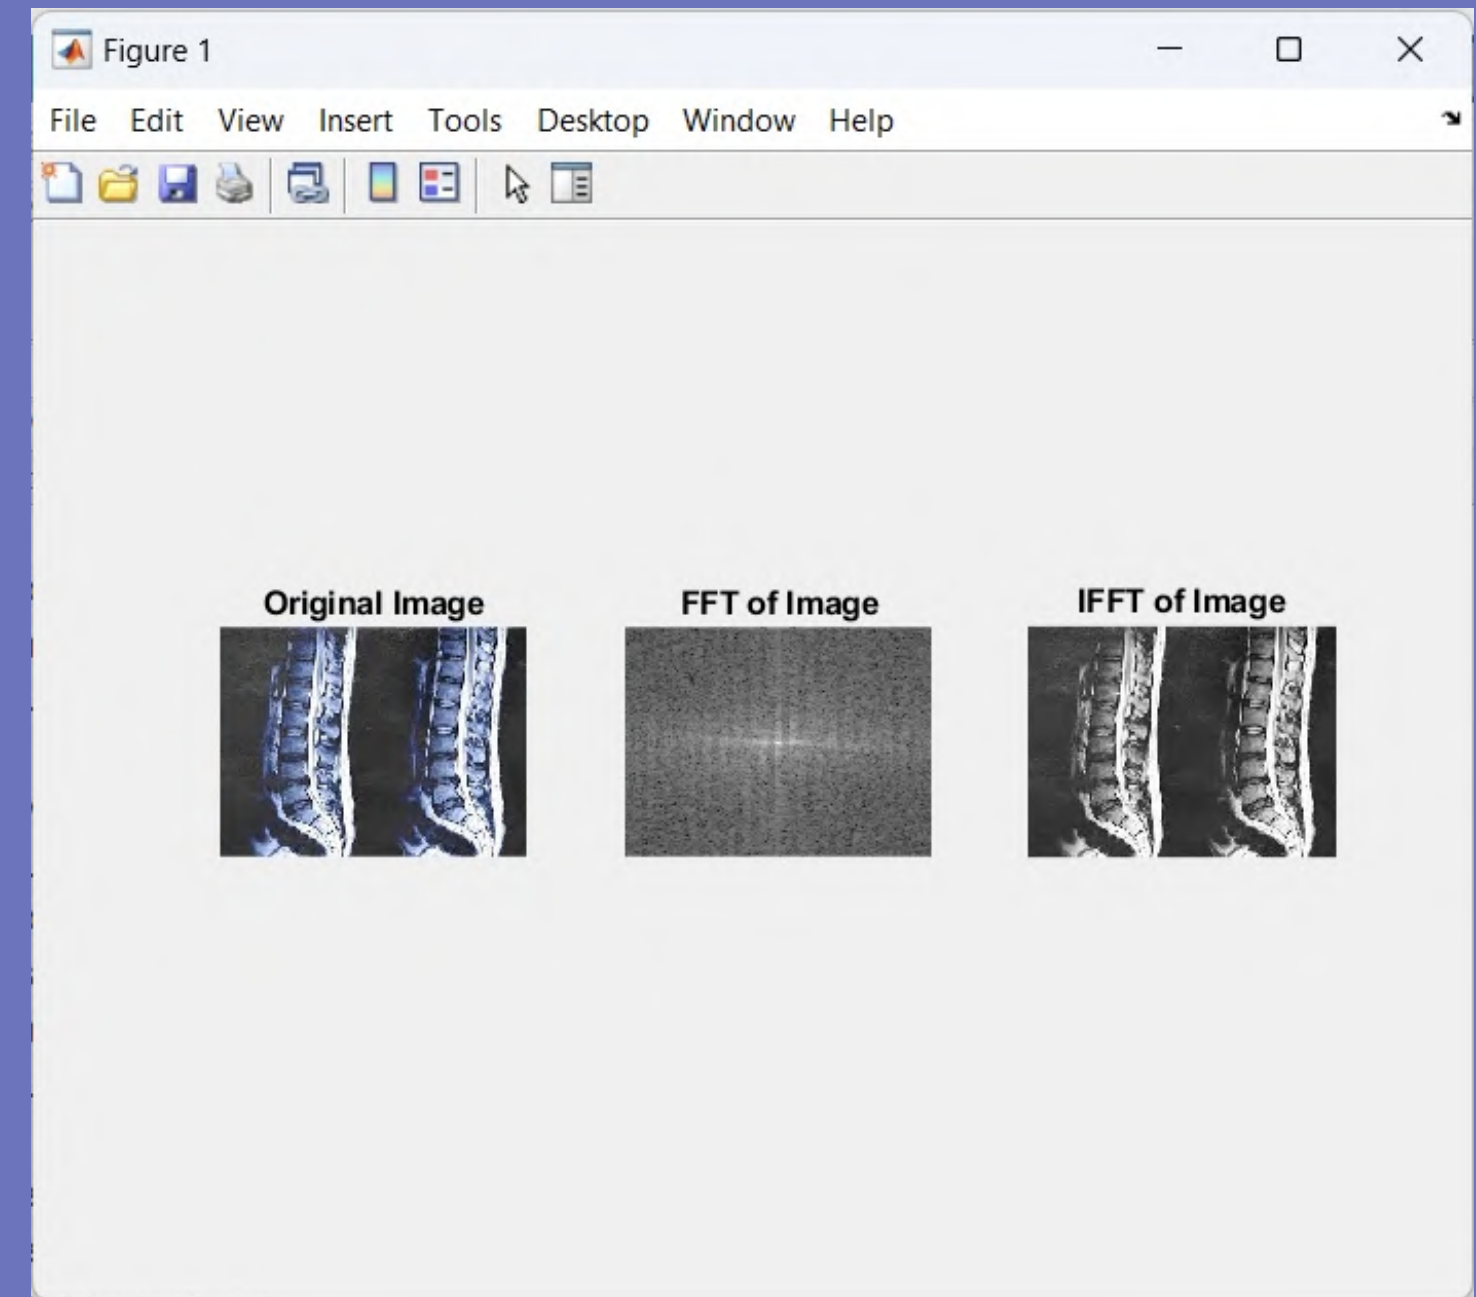 Figure 1
File Edit View Insert Tools Desktop Window Help
Original Image FFT of Image IFFT of Image